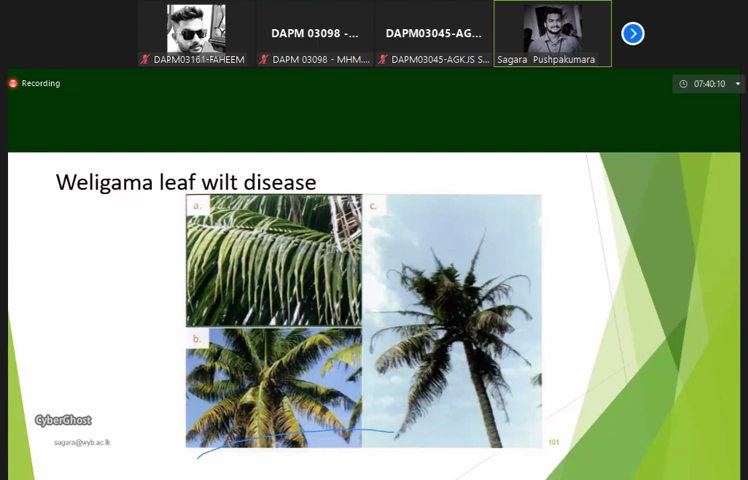 DAPM 03098 -...
DAPM03045-AG...
DARM03161-FAHEEM
DAPM 03098 - MHM....
DAPM03045-AGKJS S...
Sagara Pushpakumara
Recording
07:40:10
Weligama leaf wilt disease
a.
c.
b.
CyberGhost
sagara@wyb.ac.lk
101